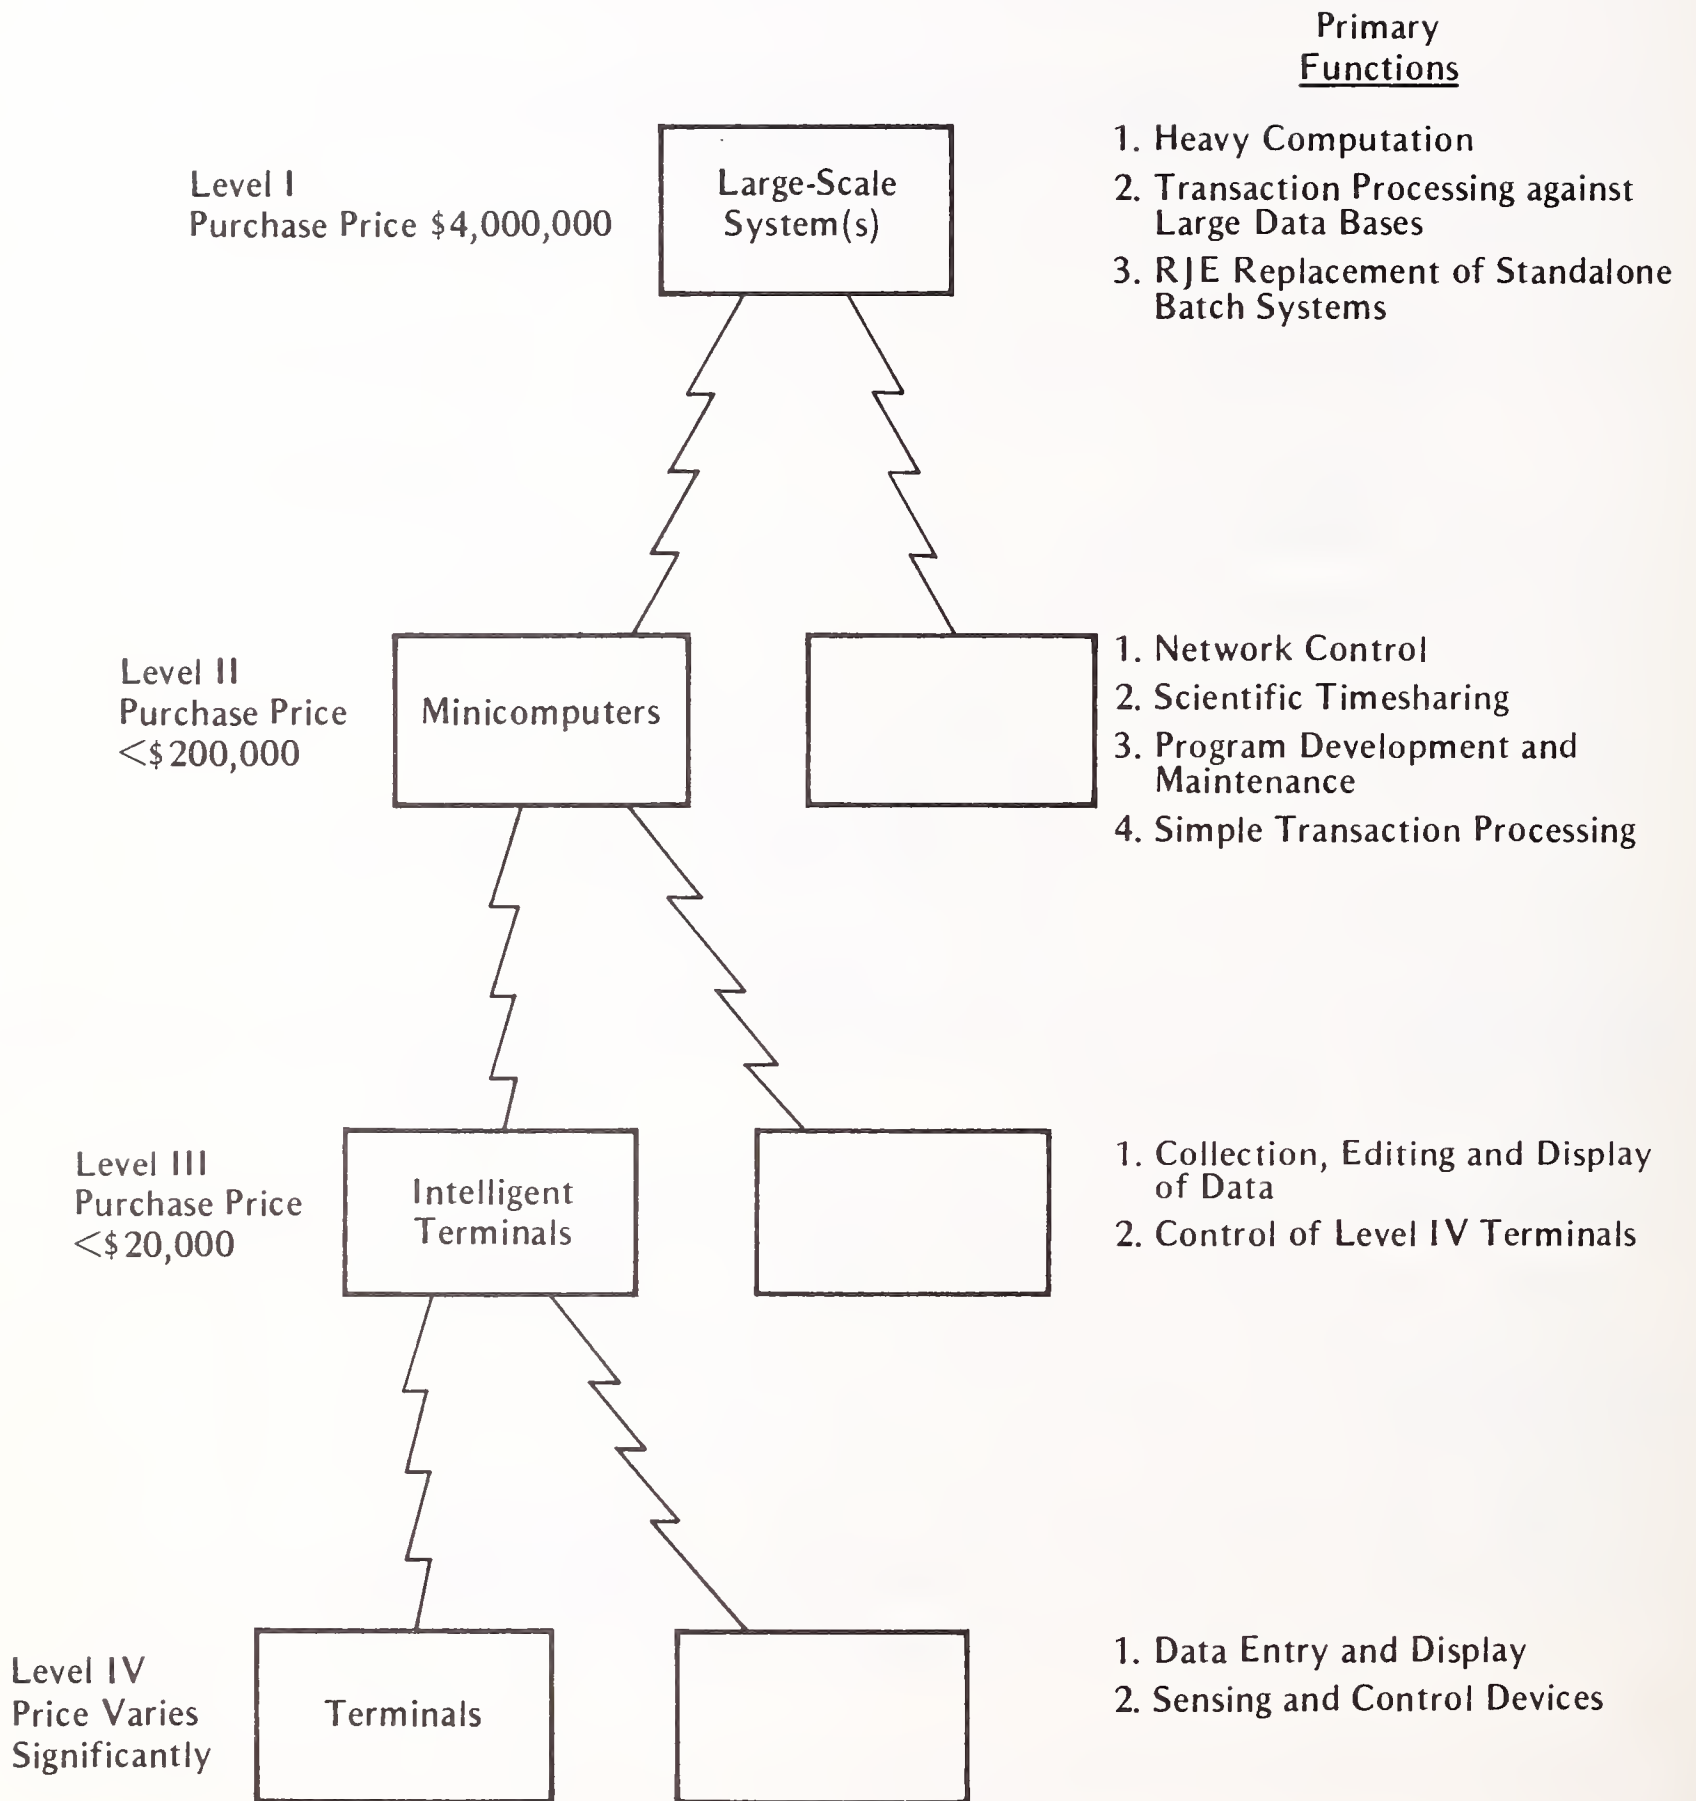 Primary
Functions
Level I
Purchase Price $4,000,000
Large-Scale
System(s)
1. Heavy Computation
2. Transaction Processing against
Large Data Bases
3. RJE Replacement of Standalone
Batch Systems
Level II
Purchase Price
<$200,000
Minicomputers
1. Network Control
2. Scientific Timesharing
3. Program Development and
Maintenance
4. Simple Transaction Processing
Level III
Purchase Price
<$20,000
Intelligent
Terminals
1. Collection, Editing and Display
of Data
2. Control of Level IV Terminals
Level IV
Price Varies
Significantly
Terminals
1. Data Entry and Display
2. Sensing and Control Devices